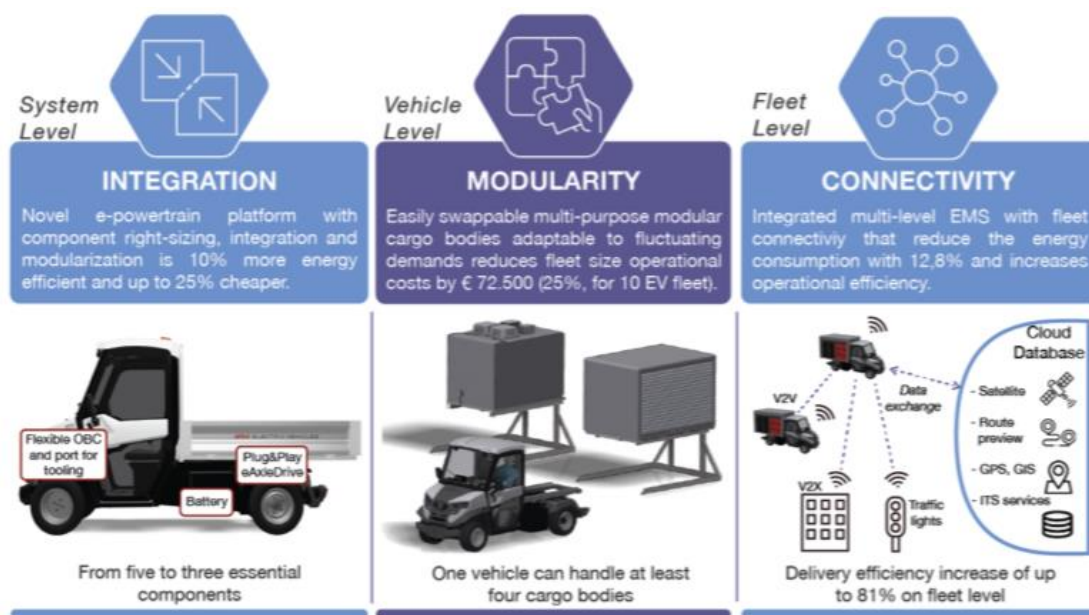 System
Level
INTEGRATION
Novel e-powertrain platform with
component right-sizing, integration and
modularization is 10% more energy
efficient and up to 25% cheaper.
Flexible OBC
and port for
tooling
Plug&Play
eAxleDrive
Battery
From five to three essential
components
Vehicle
Level
MODULARITY
Easily swappable multi-purpose modular
cargo bodies adaptable to fluctuating
demands reduces fleet size operational
costs by € 72.500 (25%, for 10 EV fleet).
One vehicle can handle at least
four cargo bodies
Fleet
Level
CONNECTIVITY
Integrated multi-level EMS with fleet
connectiviy that reduce the energy
consumption with 12,8% and increases
operational efficiency.
V2V
Data
exchange
Cloud
Database
- Satellite
- Route
preview
- GPS, GIS
- ITS services
V2X
Traffic
lights
Delivery efficiency increase of up
to 81% on fleet level